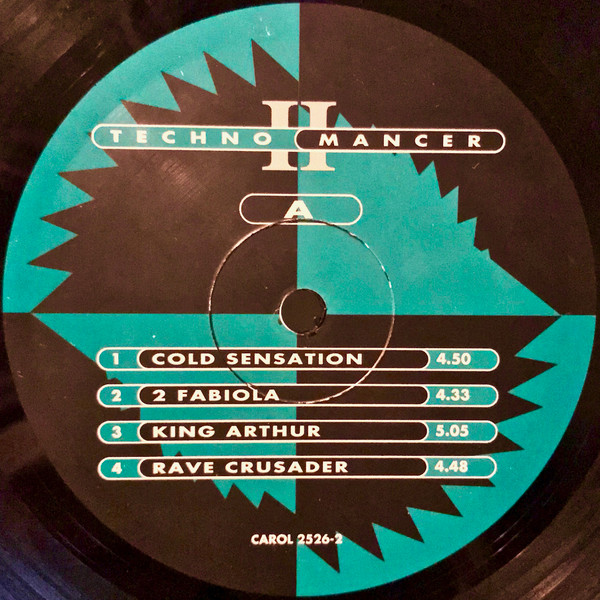 II
TECHNO MANCER
A
1 COLD SENSATION 4.50
2 2 FABIOLA 4.33
3 KING ARTHUR 5.05
4 RAVE CRUSADER 4.48
CAROL 2526-2